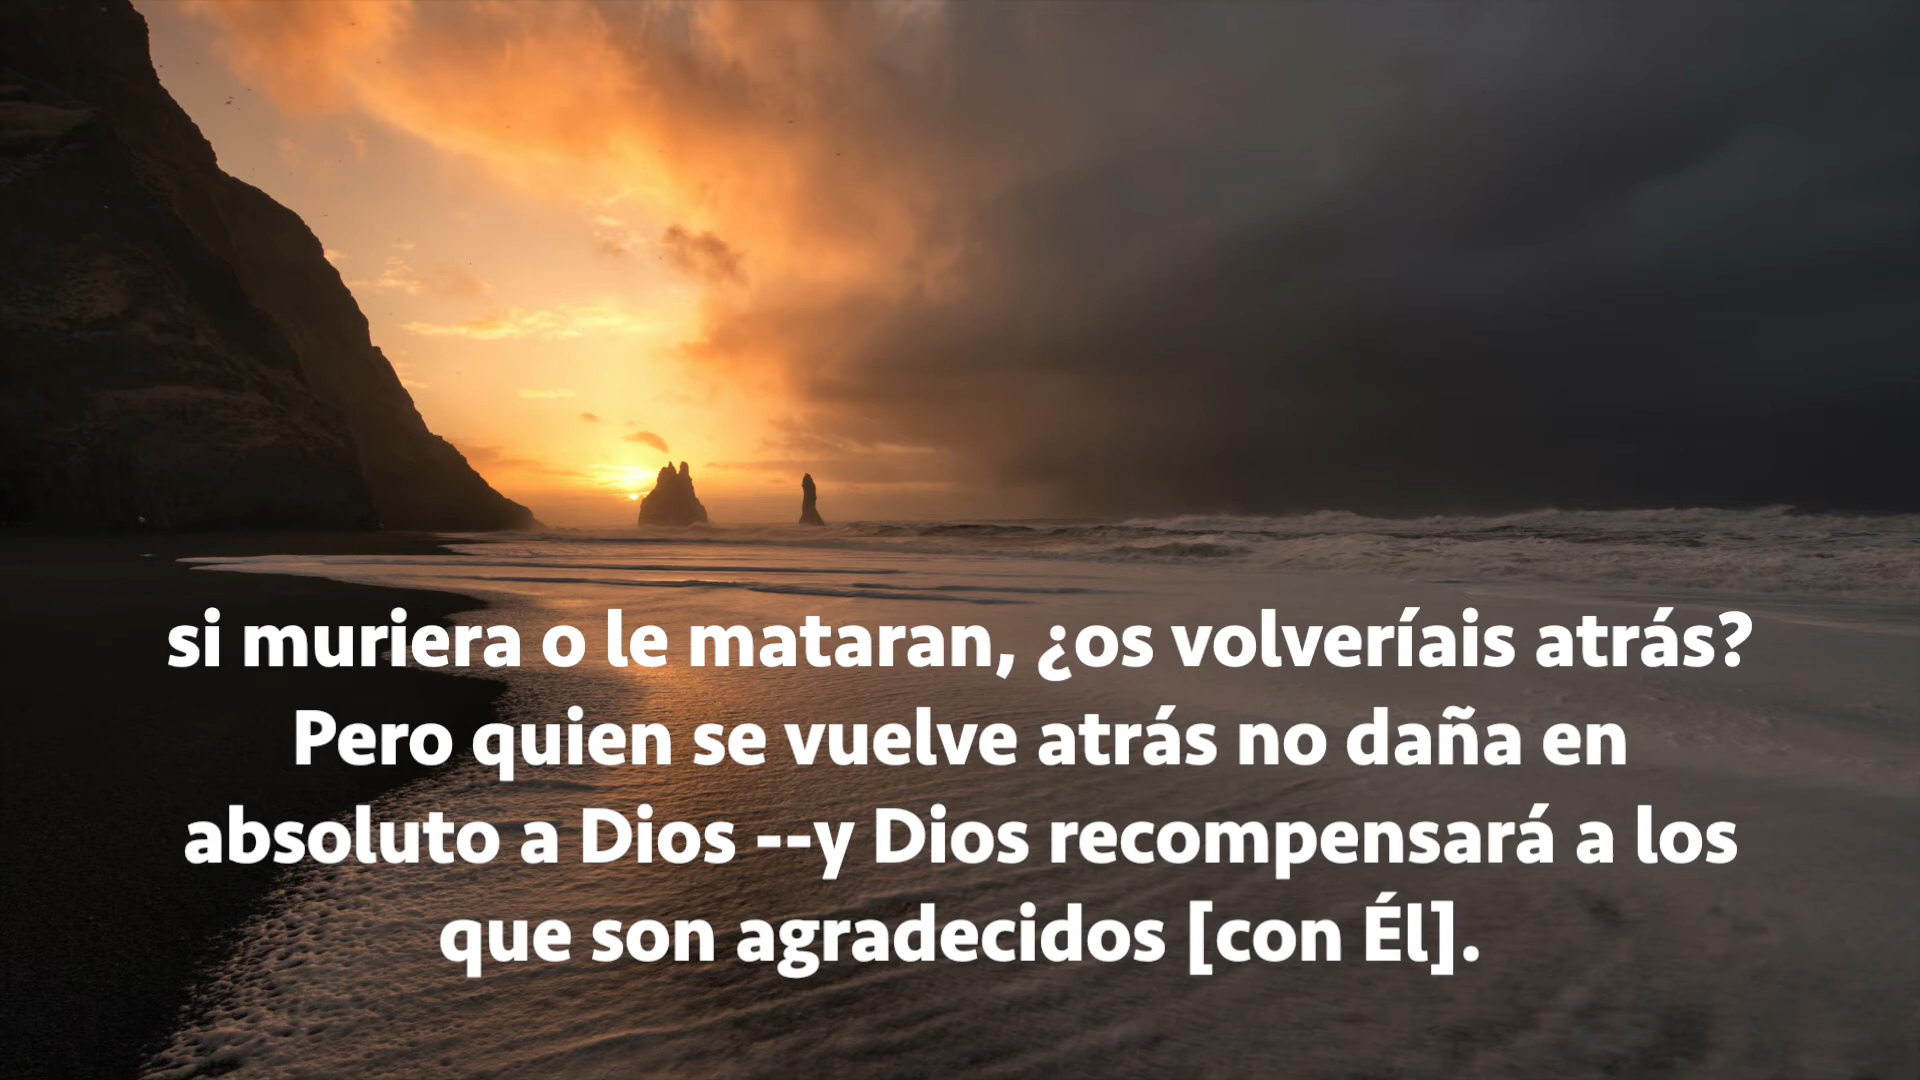 si muriera o le mataran, ¿os volveríais atrás?
Pero quien se vuelve atrás no daña en
absoluto a Dios --y Dios recompensará a los
que son agradecidos [con Él].